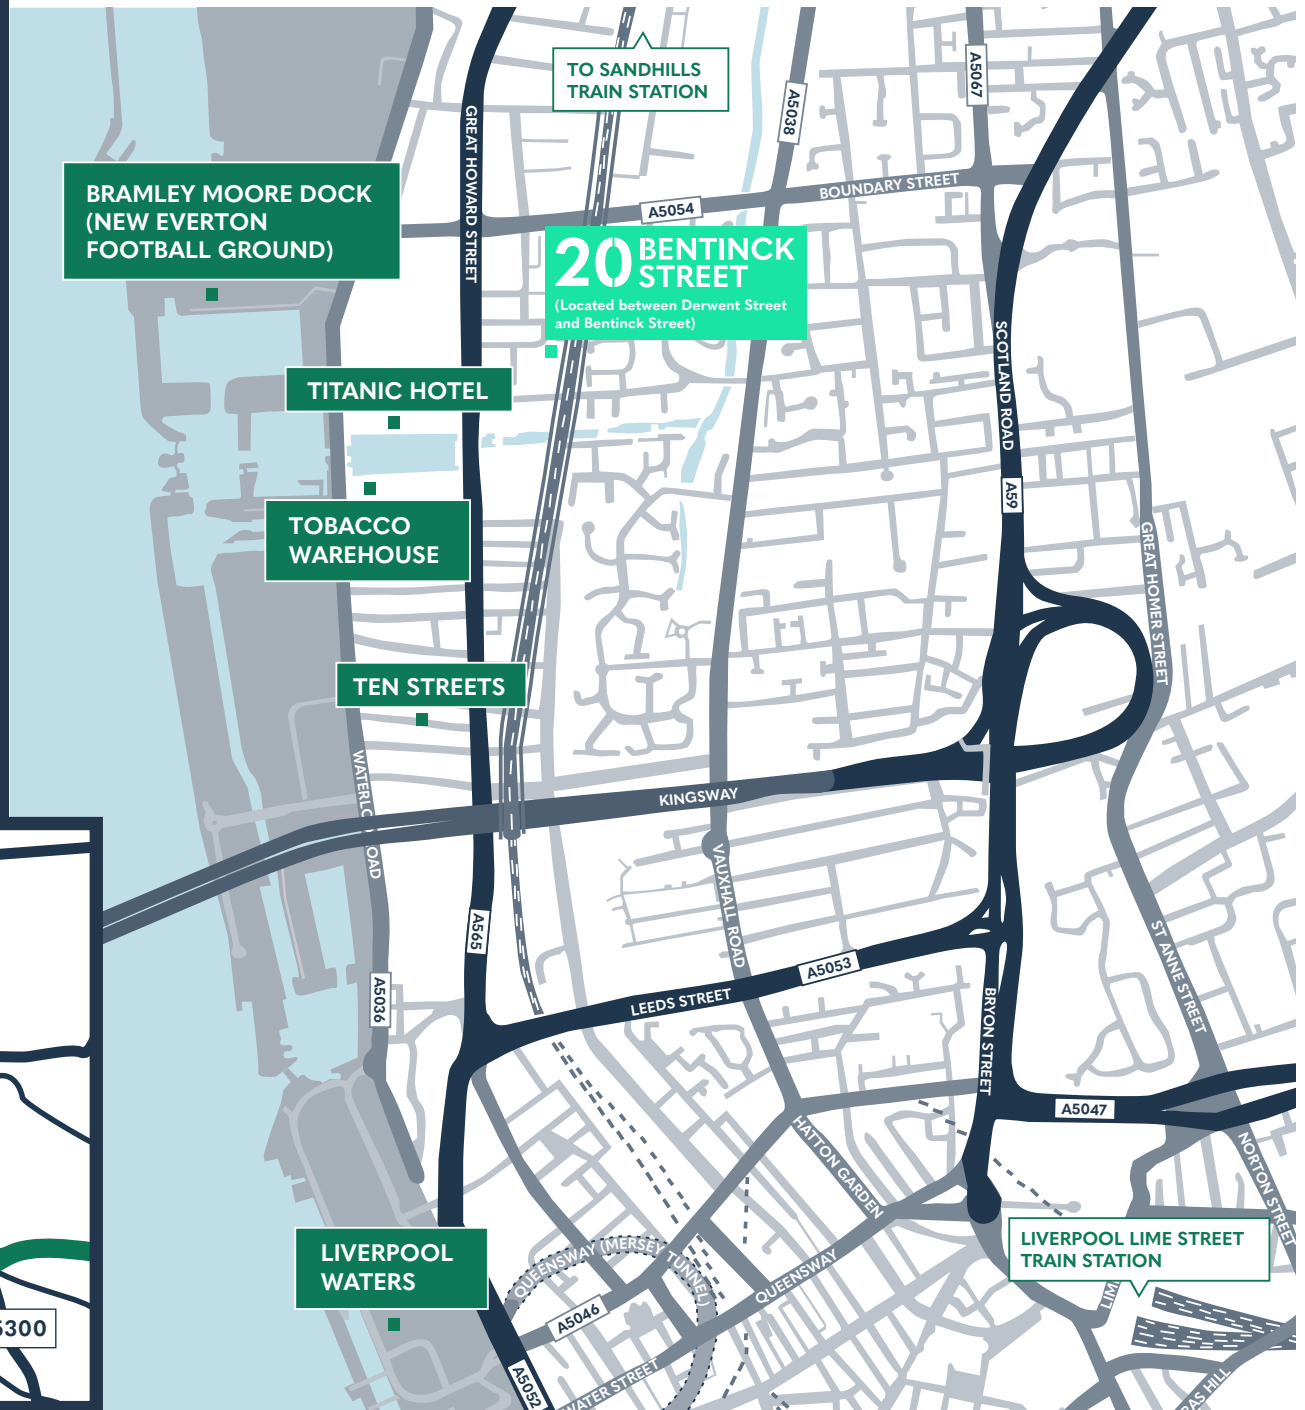 TO SANDHILLS
TRAIN STATION
A5067
A5038
GREAT HOWARD STREET
BRAMLEY MOORE DOCK
(NEW EVERTON
FOOTBALL GROUND)
BOUNDARY STREET
A5054
20 BENTINCK
STREET
(Located between Derwent Street
and Bentinck Street)
TITANIC HOTEL
SCOTLAND ROAD
A59
TOBACCO
WAREHOUSE
GREAT HOMER STREET
TEN STREETS
KINGSWAY
VAUXHALL ROAD
A565
A5053
LEEDS STREET
A5036
ST ANNE STREET
BRYON STREET
A5047
HATTON GARDEN
NORTON STREET
LIVERPOOL LIME STREET
TRAIN STATION
LIVERPOOL
WATERS
QUEENSWAY (MERSEY TUNNEL)
QUEENSWAY
A5046
WATER STREET
A5052